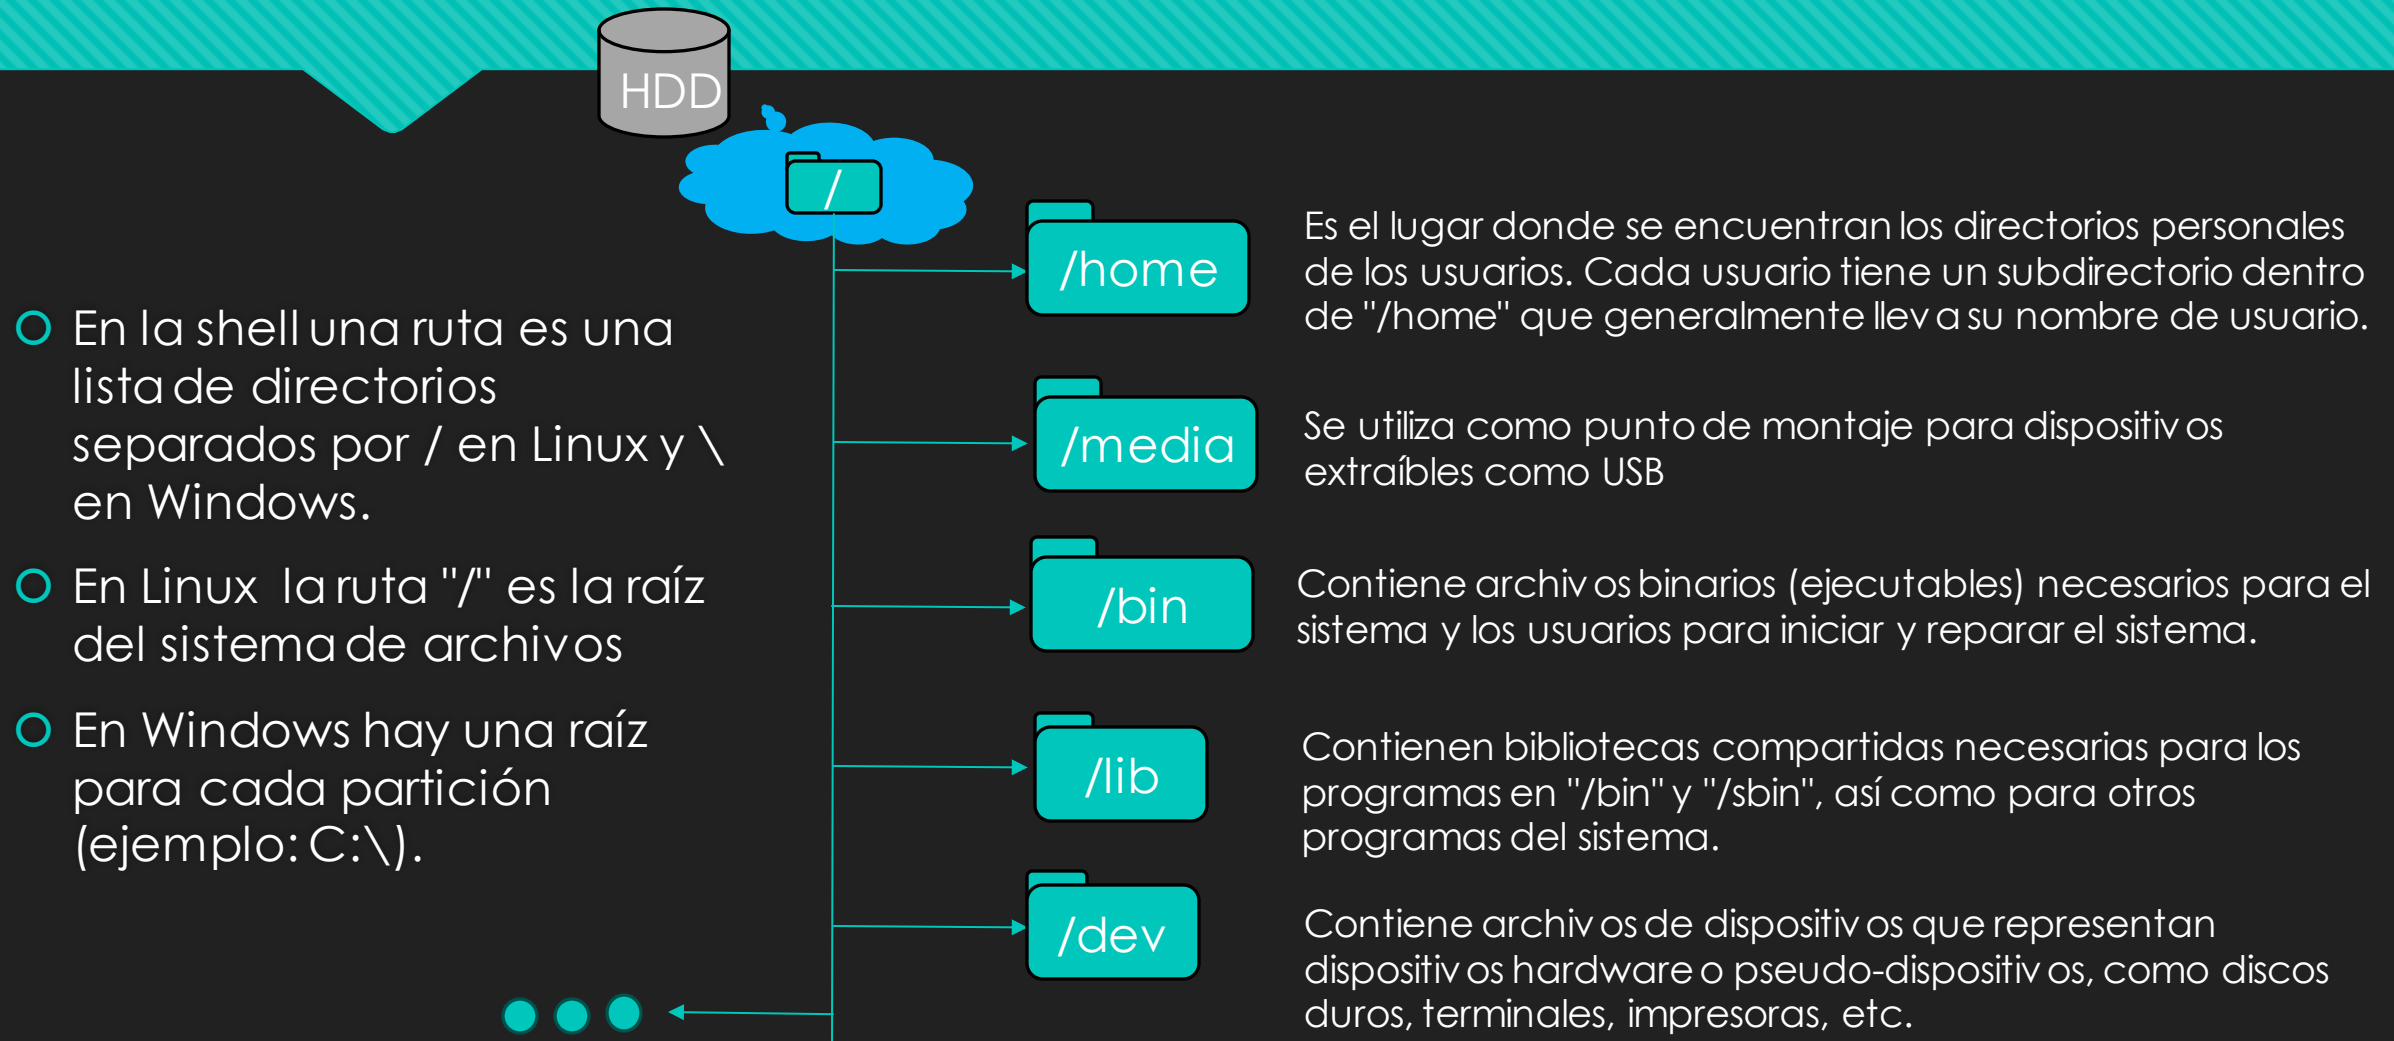 HDD
/
En la shell una ruta es una
lista de directorios
separados por / en Linux y \
en Windows.
En Linux la ruta "/" es la raíz
del sistema de archivos
En Windows hay una raíz
para cada partición
(ejemplo: C:\).
/home
Es el lugar donde se encuentran los directorios personales
de los usuarios. Cada usuario tiene un subdirectorio dentro
de "/home" que generalmente lleva su nombre de usuario.
/media
Se utiliza como punto de montaje para dispositivos
extraíbles como USB
/bin
Contiene archivos binarios (ejecutables) necesarios para el
sistema y los usuarios para iniciar y reparar el sistema.
/lib
Contienen bibliotecas compartidas necesarias para los
programas en "/bin" y "/sbin", así como para otros
programas del sistema.
/dev
Contiene archivos de dispositivos que representan
dispositivos hardware o pseudo-dispositivos, como discos
duros, terminales, impresoras, etc.